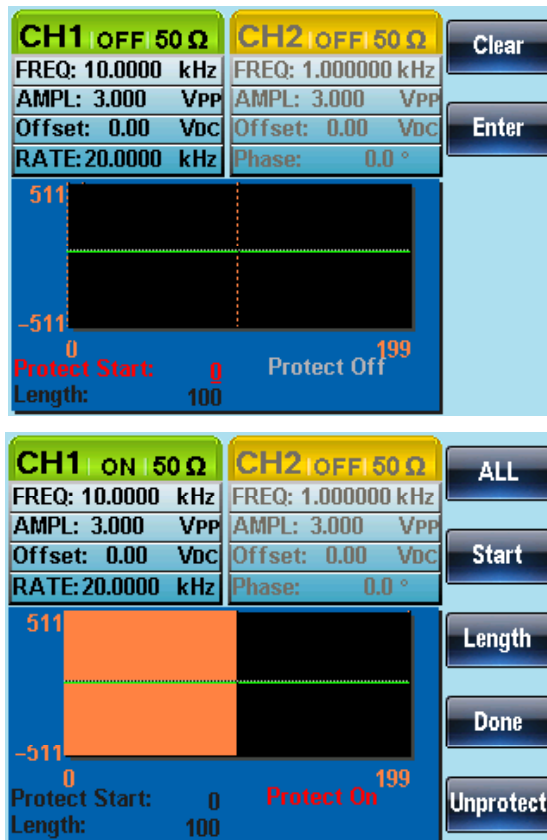 CH1 OFF 50 Ω CH2 OFF 50 Ω Clear
FREQ: 10.0000 kHz FREQ: 1.000000 kHz
AMPL: 3.000 VPP AMPL: 3.000 VPP
Offset: 0.00 VDC Offset: 0.00 VDC Enter
RATE: 20.0000 kHz Phase: 0.0 °
511
-511
0 199
Protect Start: 0 Protect Off
Length: 100
CH1 ON 50 Ω CH2 OFF 50 Ω ALL
FREQ: 10.0000 kHz FREQ: 1.000000 kHz
AMPL: 3.000 VPP AMPL: 3.000 VPP
Offset: 0.00 VDC Offset: 0.00 VDC Start
RATE: 20.0000 kHz Phase: 0.0 °
511
Length
Done
-511
0 199
Protect Start: 0 Protect On Unprotect
Length: 100